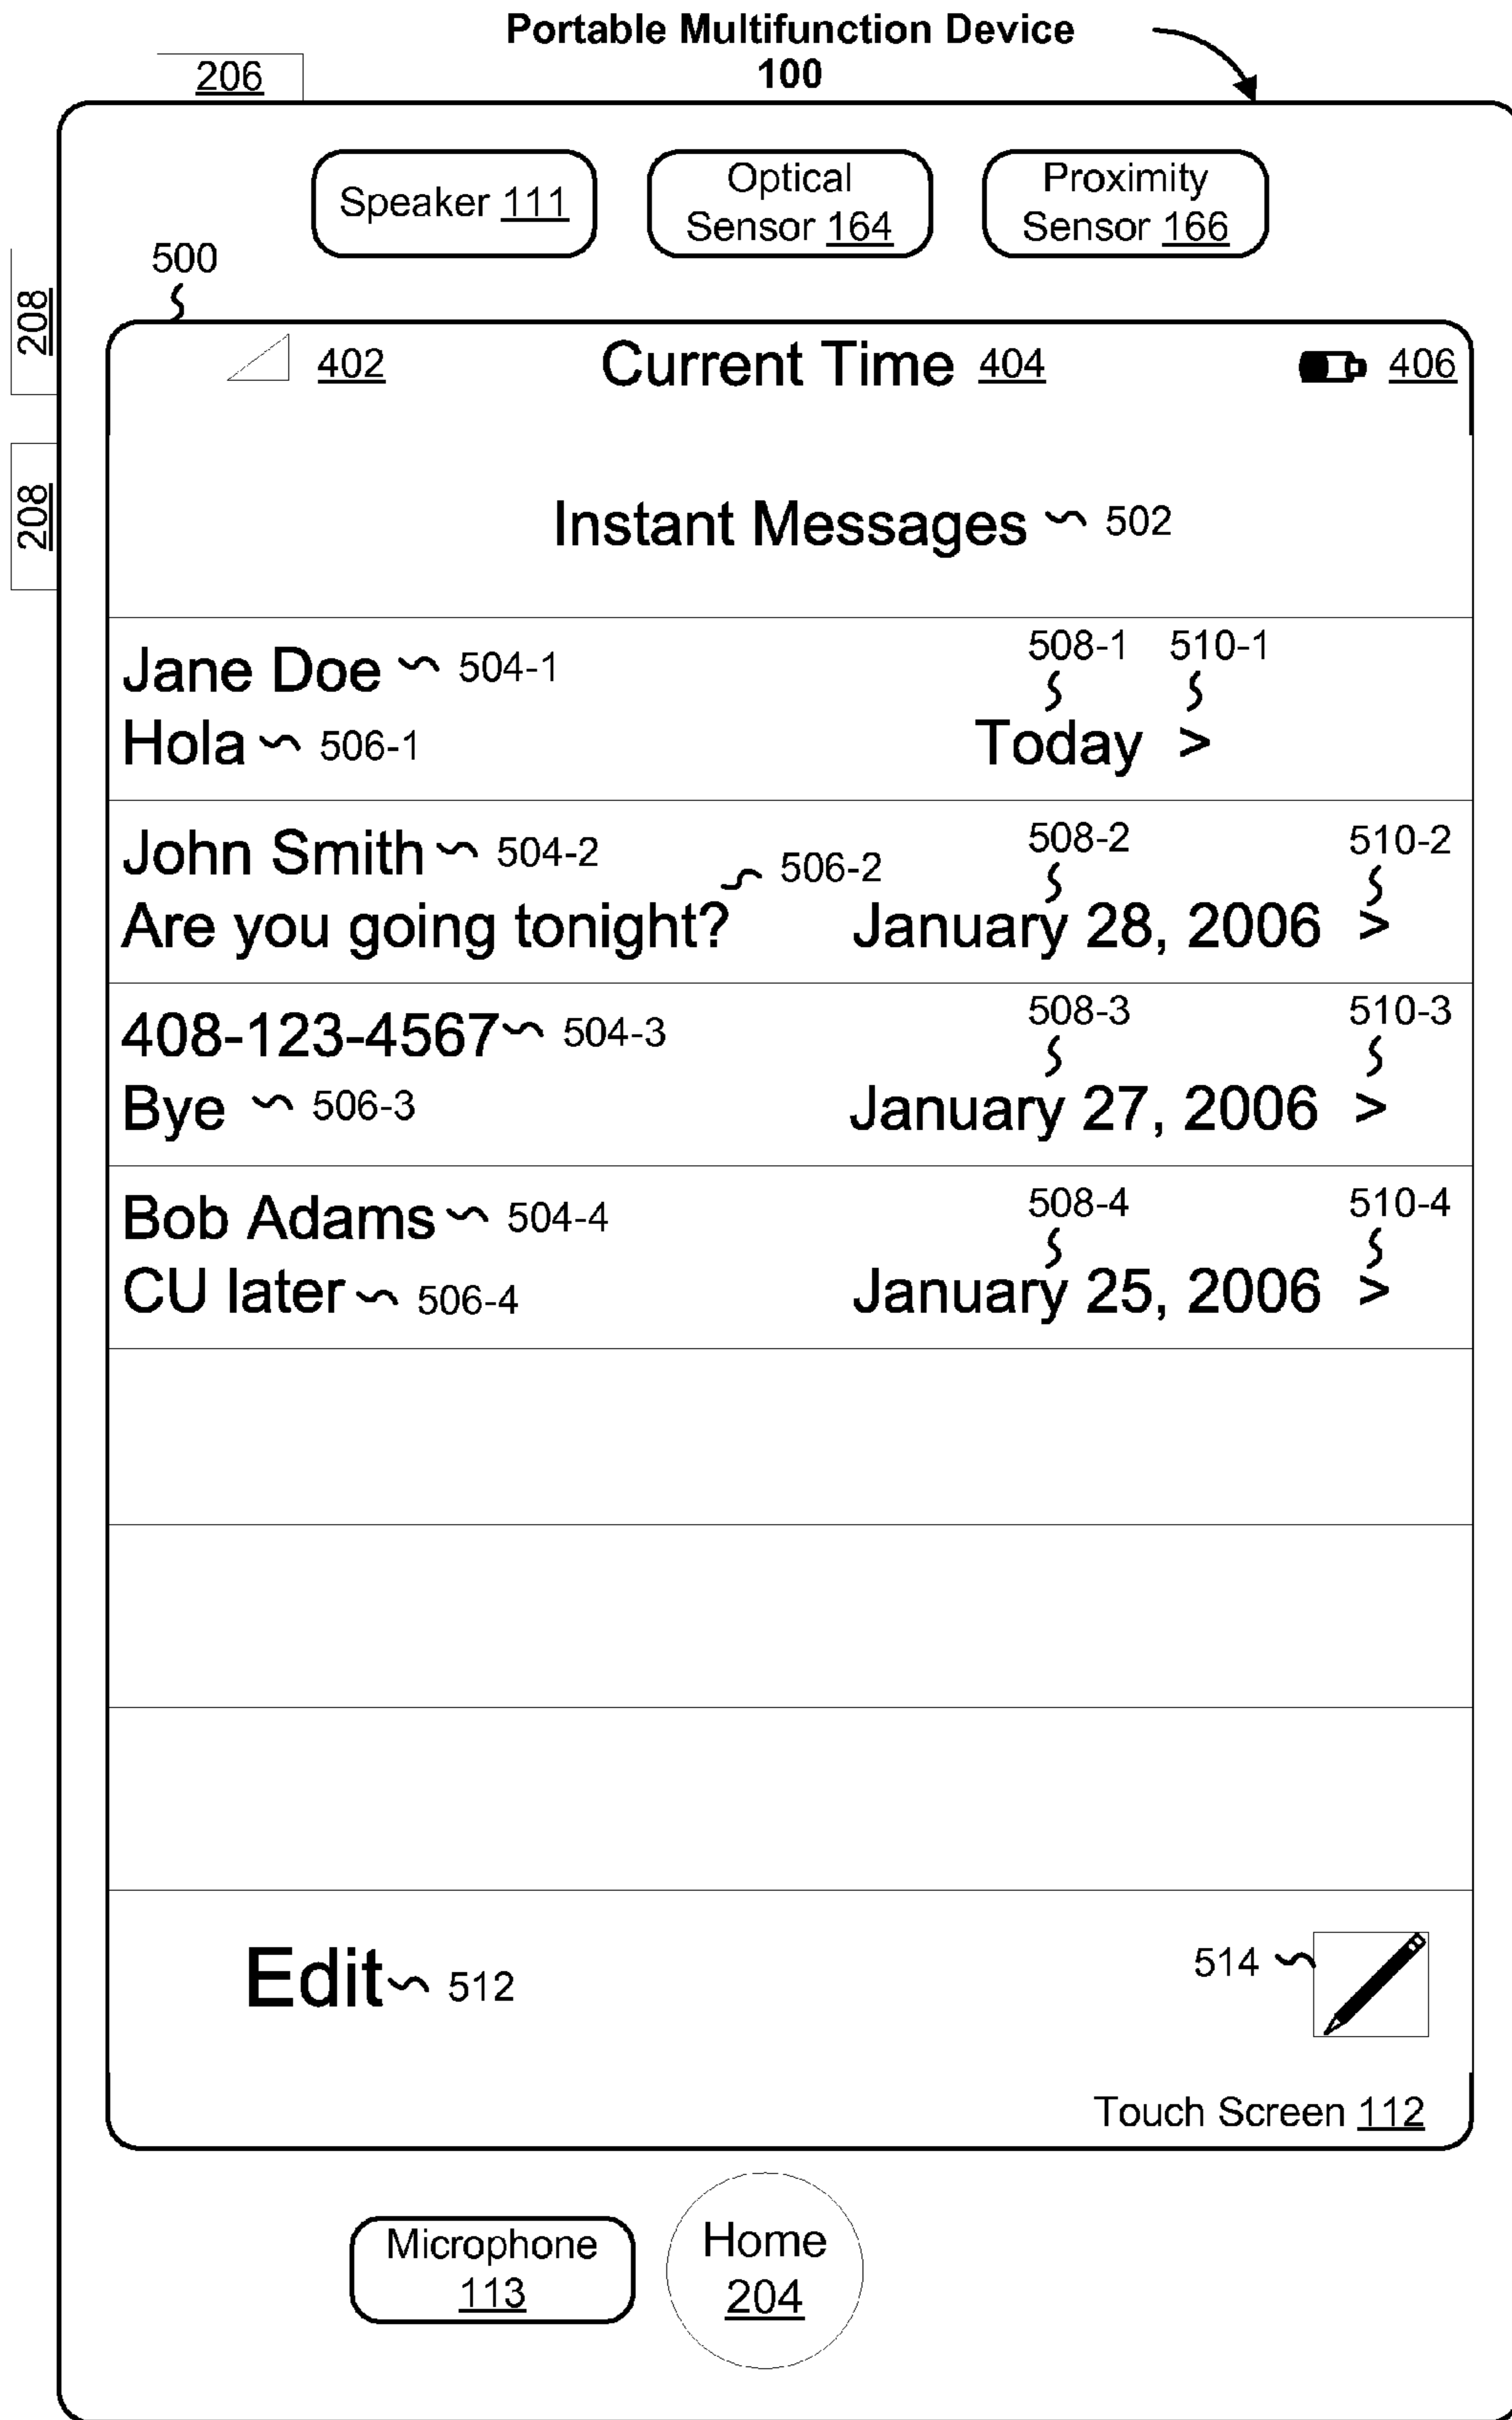 Portable Multifunction Device
100
206
Speaker 111
Optical
Sensor 164
Proximity
Sensor 166
500
208
402 Current Time 404 406
208
Instant Messages 502
508-1 510-1
Jane Doe 504-1
Hola 506-1 Today >
John Smith 504-2 508-2 510-2
506-2
Are you going tonight? January 28, 2006 >
508-3 510-3
408-123-4567 504-3
Bye 506-3 January 27, 2006 >
508-4 510-4
Bob Adams 504-4
CU later 506-4 January 25, 2006 >
Edit 512 514
Touch Screen 112
Microphone
113
Home
204